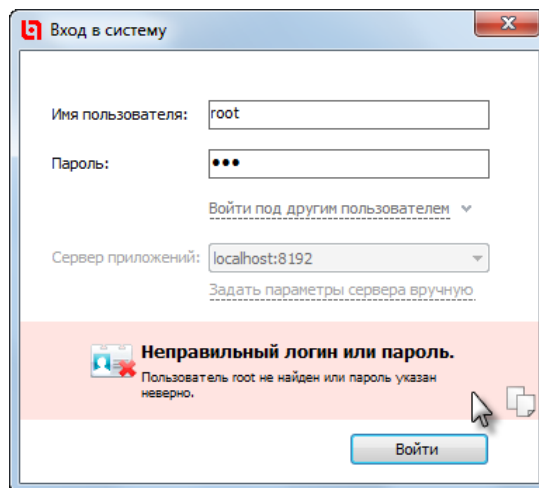 Вход в систему
Имя пользователя: root
Пароль: •••
Войти под другим пользователем
Сервер приложений: localhost:8192
Задать параметры сервера вручную
Неправильный логин или пароль.
Пользователь root не найден или пароль указан
неверно.
Войти